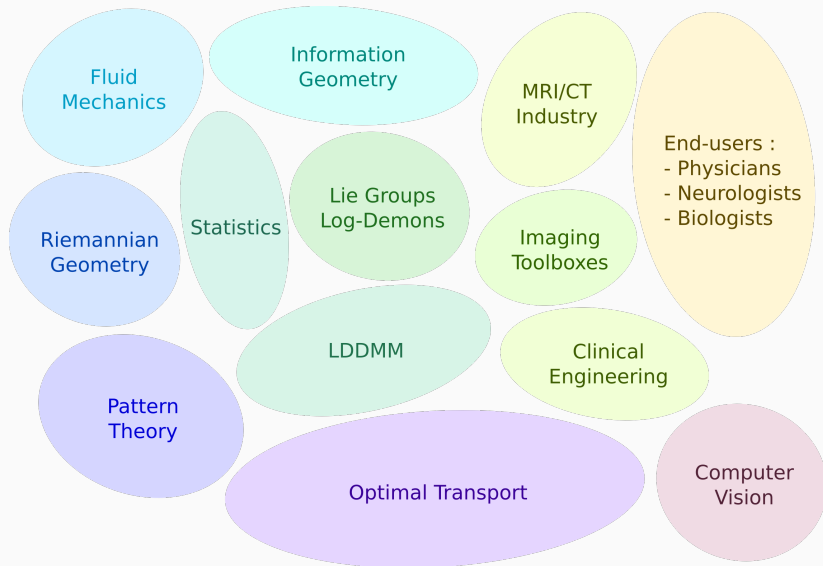 Fluid
Mechanics
Information
Geometry
MRI/CT
Industry
End-users :
- Physicians
- Neurologists
- Biologists
Riemannian
Geometry
Statistics
Lie Groups
Log-Demons
Imaging
Toolboxes
LDDMM
Clinical
Engineering
Pattern
Theory
Optimal Transport
Computer
Vision